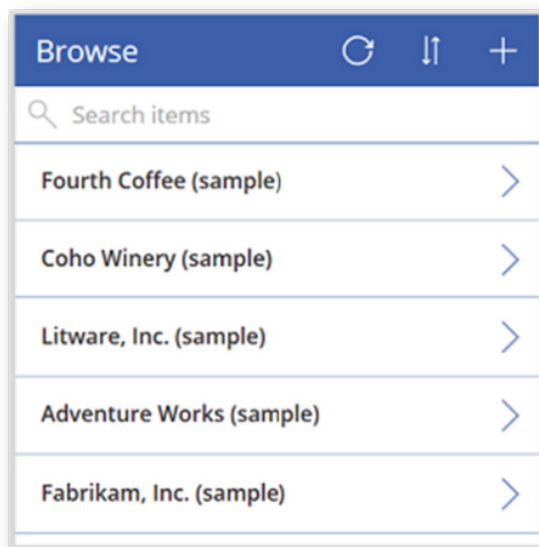 Browse
Search items
Fourth Coffee (sample)
Coho Winery (sample)
Litware, Inc. (sample)
Adventure Works (sample)
Fabrikam, Inc. (sample)